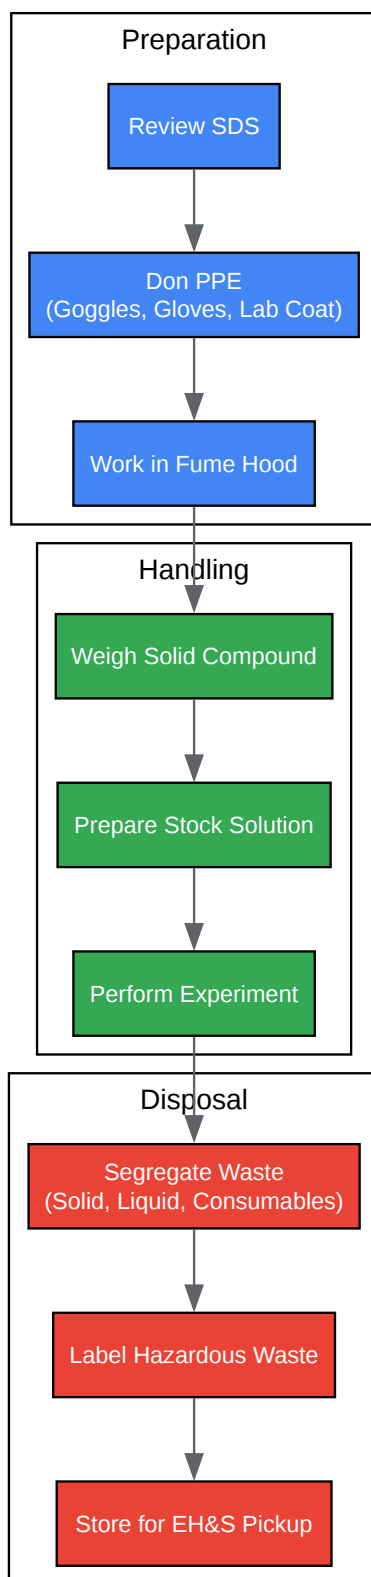 Preparation
Review SDS
Don PPE
(Goggles, Gloves, Lab Coat)
Work in Fume Hood
Handling
Weigh Solid Compound
Prepare Stock Solution
Perform Experiment
Disposal
Segregate Waste
(Solid, Liquid, Consumables)
Label Hazardous Waste
Store for EH&S Pickup